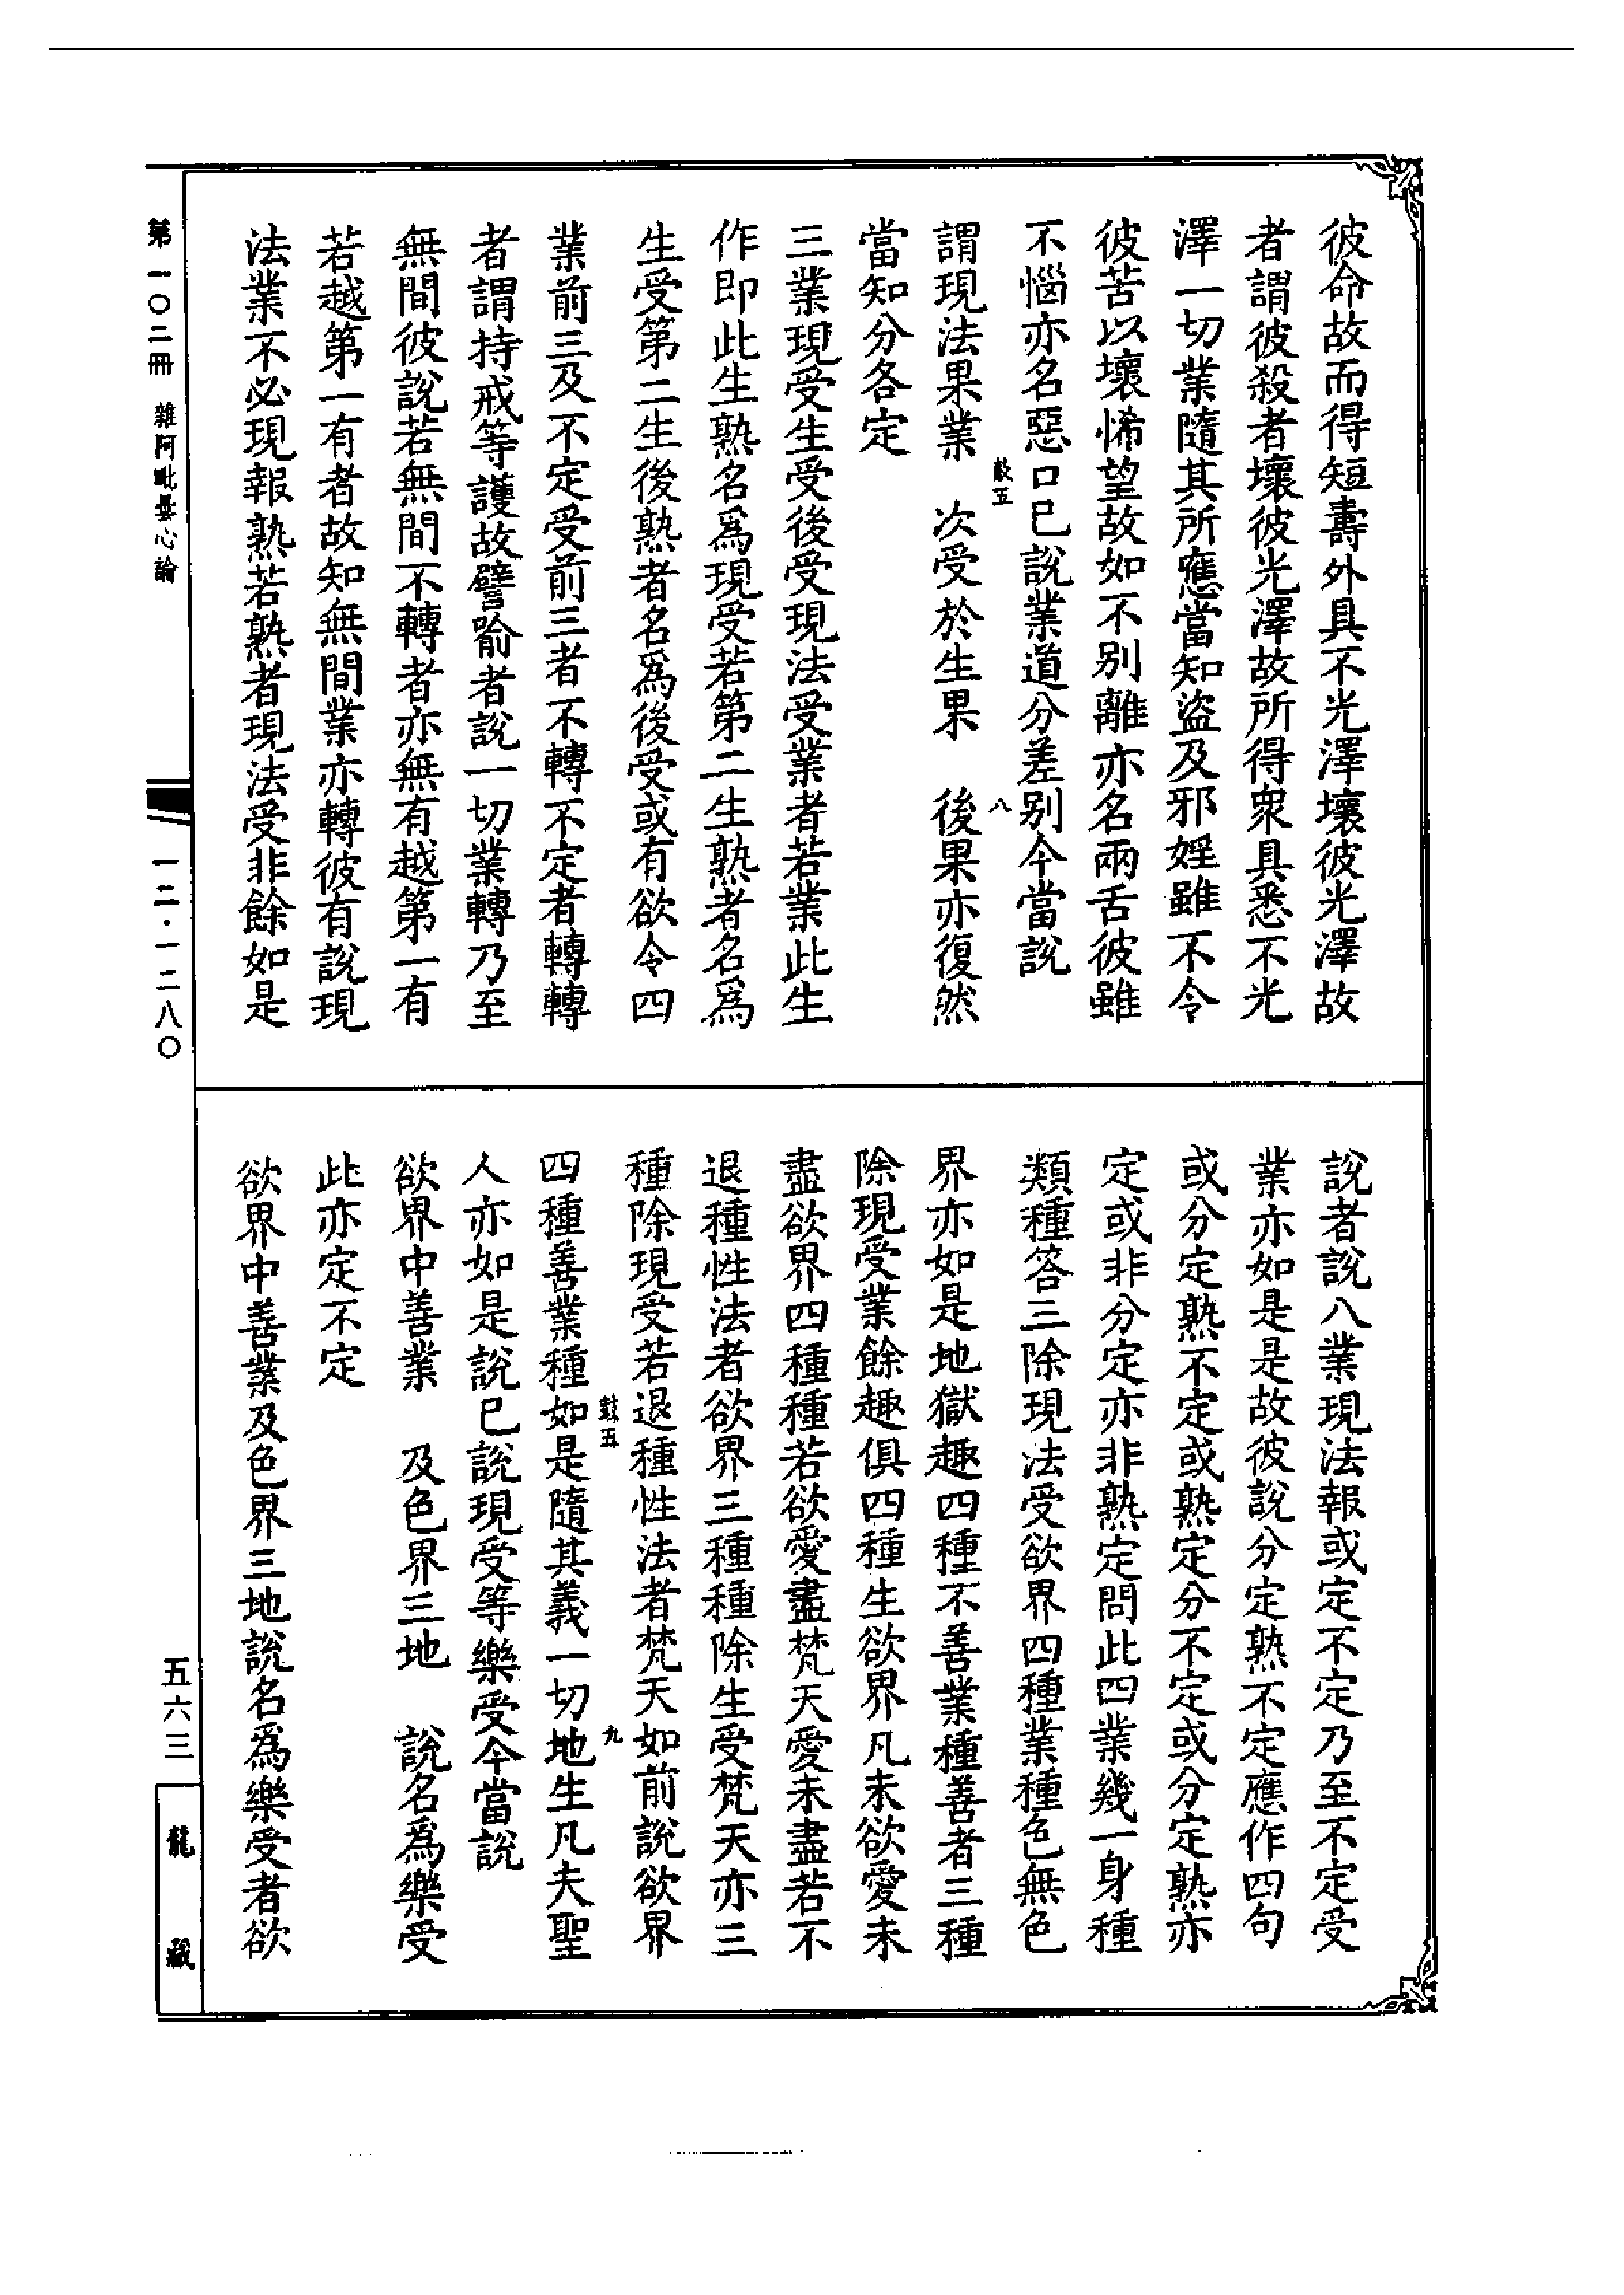 彼命故而得短壽外具不光澤壞彼光澤故
者謂彼殺者壞彼光澤故所得衆具悉不光
澤一切業隨其所應當知盜及邪婬雖不令
彼苦以壞悕望故如不別離亦名兩舌彼雖
不惱亦名惡口已說業道分差別今當說
鼓五
八
謂現法果業　次受於生果　後果亦復然
當知分各定
三業現受生受後受現法受業者若業此生
作即此生熟名爲現受若第二生熟者名爲
生受第二生後熟者名爲後受或有欲令四
業前三及不定受前三者不轉不定者轉轉
者謂持戒等護故譬喻者說一切業轉乃至
無間彼說若無間不轉者亦無有越第一有
若越第一有者故知無間業亦轉彼有說現
法業不必現報熟若熟者現法受非餘如是
說者說八業現法報或定不定乃至不定受
業亦如是是故彼說分定熟不定應作四句
或分定熟不定或熟定分不定或分定熟亦
定或非分定亦非熟定問此四業幾一身種
類種答三除現法受欲界四種業種色無色
界亦如是地獄趣四種不善業種善者三種
除現受業餘趣俱四種生欲界凡未欲愛未
盡欲界四種種若欲愛盡梵天愛未盡若不
退種性法者欲界三種種除生受梵天亦三
種除現受若退種性法者梵天如前說欲界
鼓五
九
四種善業種如是隨其義一切地生凡夫聖
人亦如是說已說現受等樂受今當說
欲界中善業　及色界三地　說名爲樂受
此亦定不定
欲界中善業及色界三地說名爲樂受者欲
第一〇二冊　雜阿毗曇心論
一二·一二八〇
五六三
龍藏